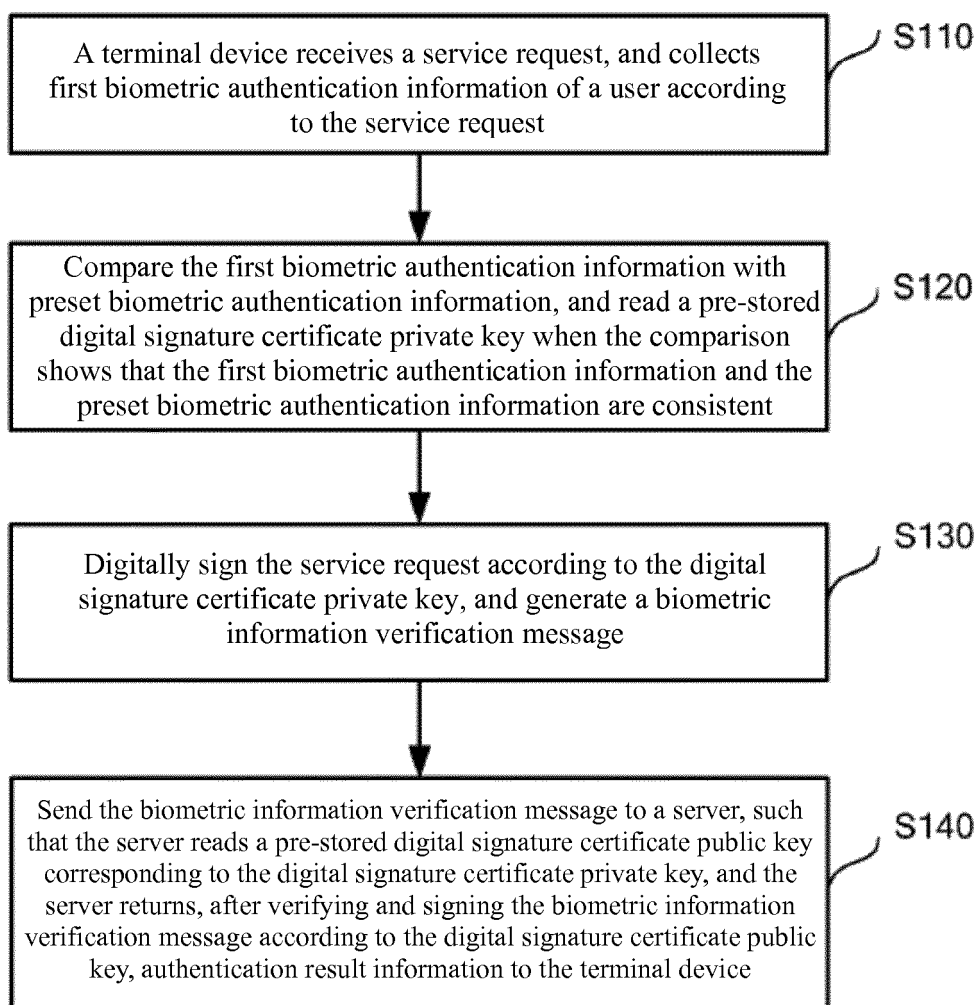 A terminal device receives a service request, and collects
first biometric authentication information of a user according
to the service request
S110
Compare the first biometric authentication information with
preset biometric authentication information, and read a pre-stored
digital signature certificate private key when the comparison
shows that the first biometric authentication information and the
preset biometric authentication information are consistent
S120
Digitally sign the service request according to the digital
signature certificate private key, and generate a biometric
information verification message
S130
Send the biometric information verification message to a server, such
that the server reads a pre-stored digital signature certificate public key
corresponding to the digital signature certificate private key, and the
server returns, after verifying and signing the biometric information
verification message according to the digital signature certificate public
key, authentication result information to the terminal device
S140